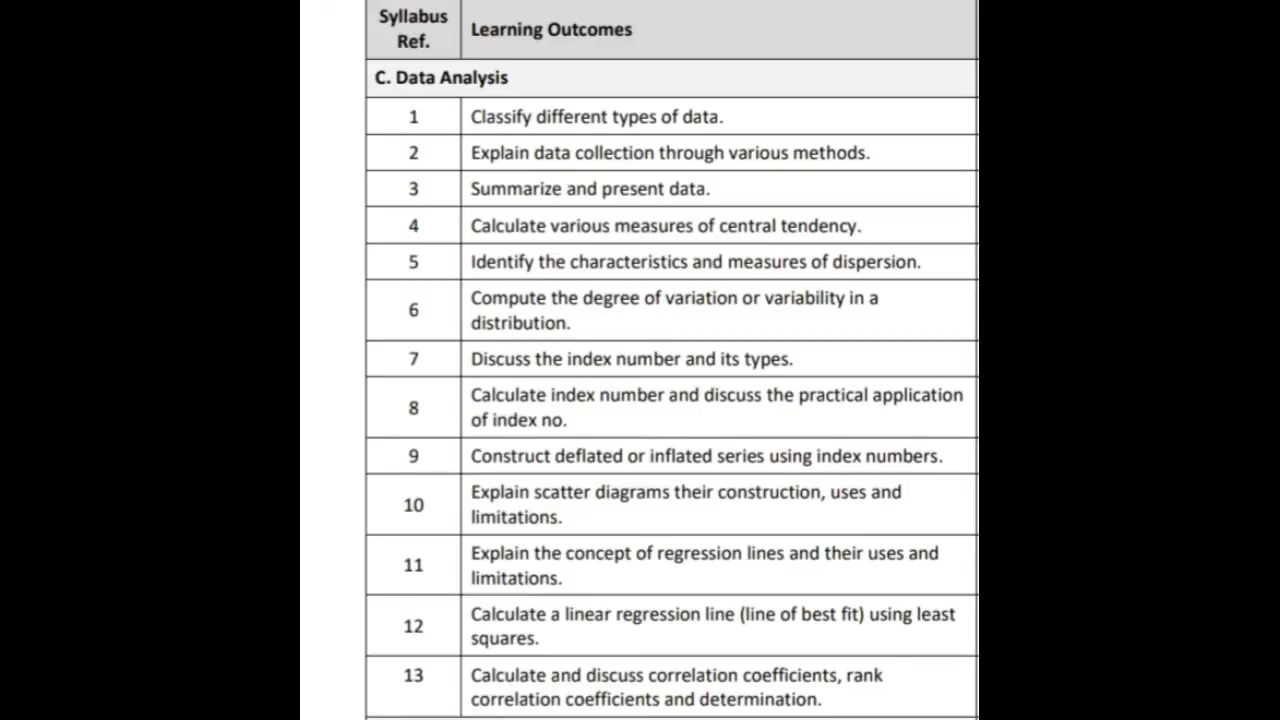 Syllabus
Ref.
Learning Outcomes
C. Data Analysis
1
Classify different types of data.
2
Explain data collection through various methods.
3
Summarize and present data.
4
Calculate various measures of central tendency.
5
Identify the characteristics and measures of dispersion.
6
Compute the degree of variation or variability in a
distribution.
7
Discuss the index number and its types.
8
Calculate index number and discuss the practical application
of index no.
9
Construct deflated or inflated series using index numbers.
10
Explain scatter diagrams their construction, uses and
limitations.
11
Explain the concept of regression lines and their uses and
limitations.
12
Calculate a linear regression line (line of best fit) using least
squares.
13
Calculate and discuss correlation coefficients, rank
correlation coefficients and determination.